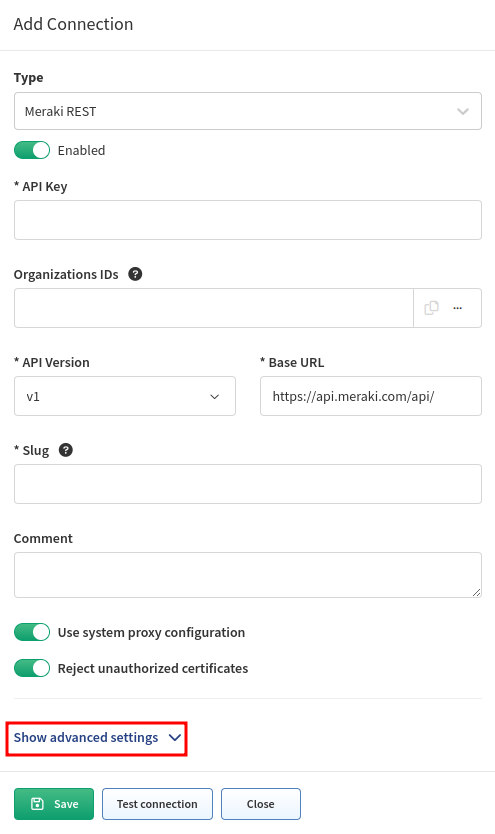 Add Connection
Type
Meraki REST
Enabled
* API Key
Organizations IDs ?
...
* API Version * Base URL
v1 https://api.meraki.com/api/
* Slug ?
Comment
Use system proxy configuration
Reject unauthorized certificates
Show advanced settings
Save Test connection Close